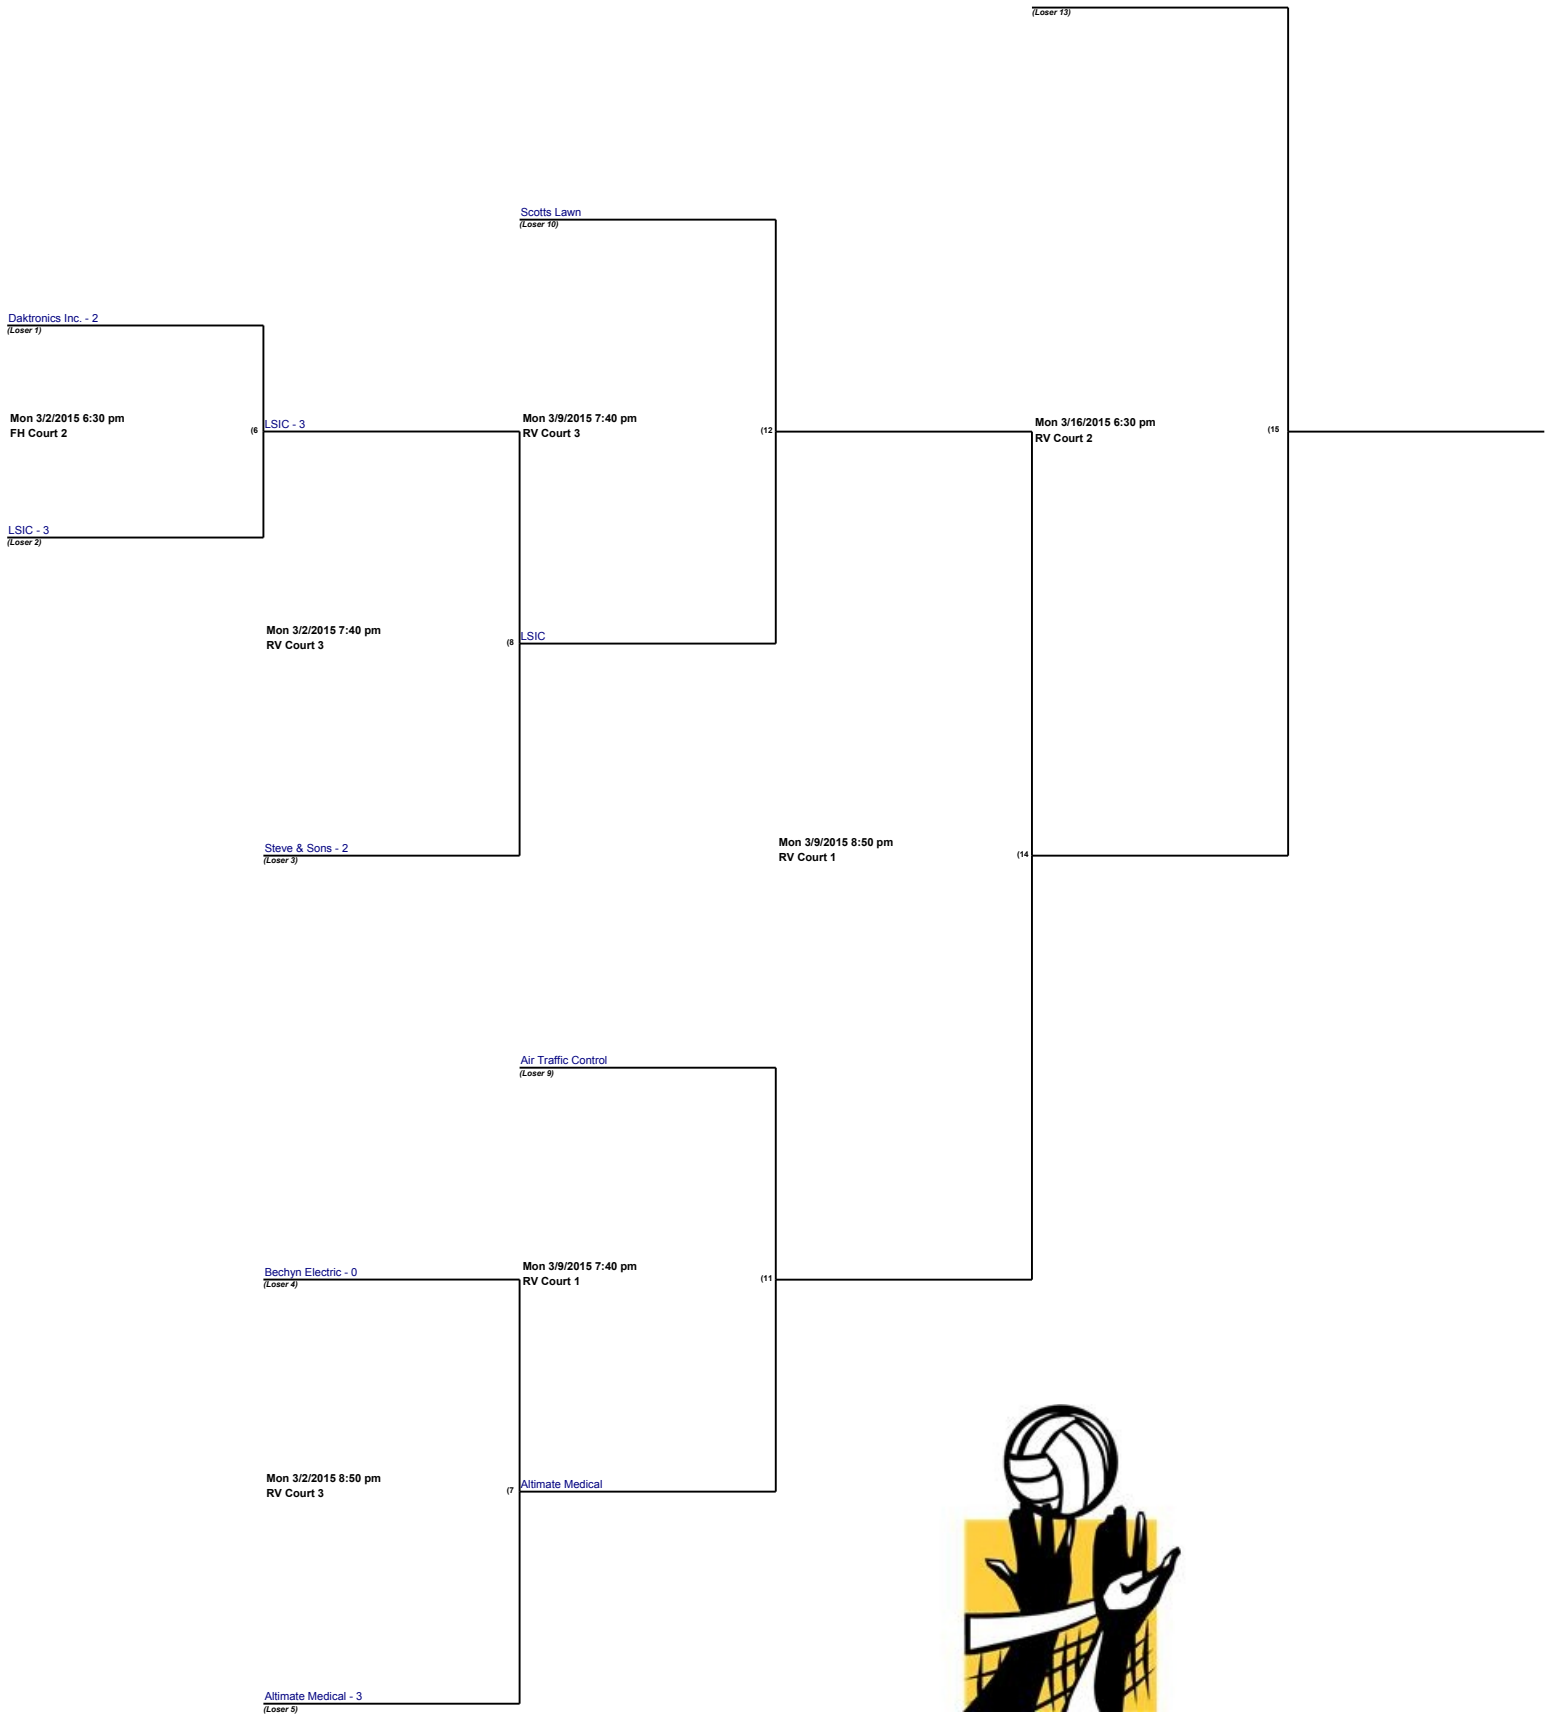 (Loser 13)
Scotts Lawn
(Loser 10)
Daktronics Inc. - 2
(Loser 1)
Mon 3/2/2015 6:30 pm
FH Court 2
(6
LSIC - 3
Mon 3/9/2015 7:40 pm
RV Court 3
(12
Mon 3/16/2015 6:30 pm
RV Court 2
(15
LSIC - 3
(Loser 2)
Mon 3/2/2015 7:40 pm
RV Court 3
(8
LSIC
Steve & Sons - 2
(Loser 3)
Mon 3/9/2015 8:50 pm
RV Court 1
(14
Air Traffic Control
(Loser 9)
Bechyn Electric - 0
(Loser 4)
Mon 3/9/2015 7:40 pm
RV Court 1
(11
Mon 3/2/2015 8:50 pm
RV Court 3
(7
Altimate Medical
Altimate Medical - 3
(Loser 5)